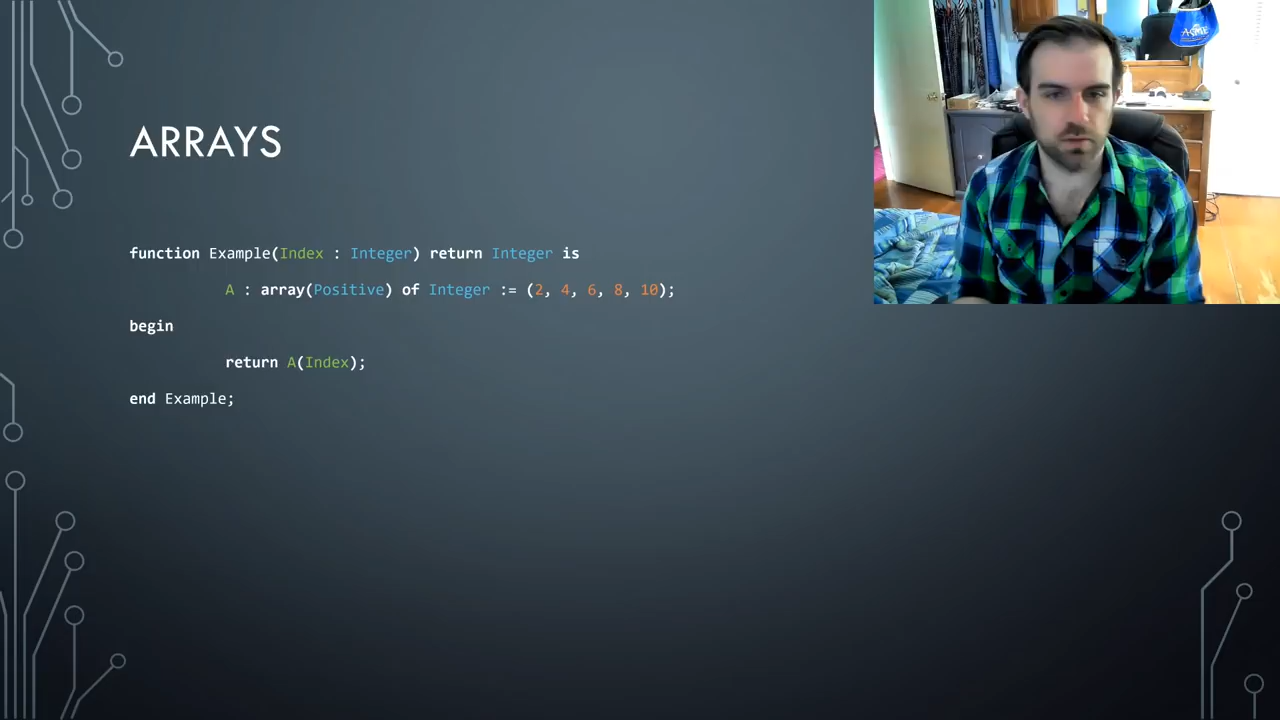 ARRAYS
function Example(Index : Integer) return Integer is
A : array(Positive) of Integer := (2, 4, 6, 8, 10);
begin
return A(Index);
end Example;
ACME